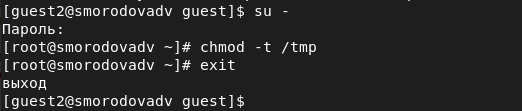 [guest2@smorodovadv guest]$ su -
Пароль:
[root@smorodovadv ~]# chmod -t /tmp
[root@smorodovadv ~]# exit
выход
[guest2@smorodovadv guest]$